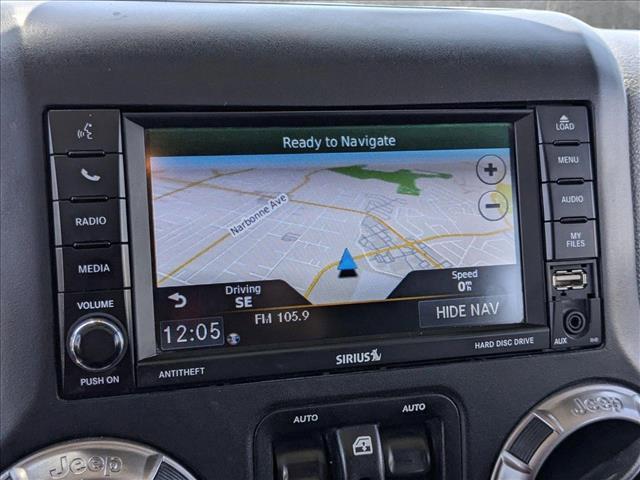 LOAD
Ready to Navigate
MENU
RADIO
Narbonne Ave
AUDIO
MY
FILES
MEDIA
Driving
SE
Speed
0
VOLUME
FM 105.9
HIDE NAV
12:05
PUSH ON
SIRIUS
HARD DISC DRIVE
AUX
ANTITHEFT
AUTO
AUTO
Jeep
Jeep